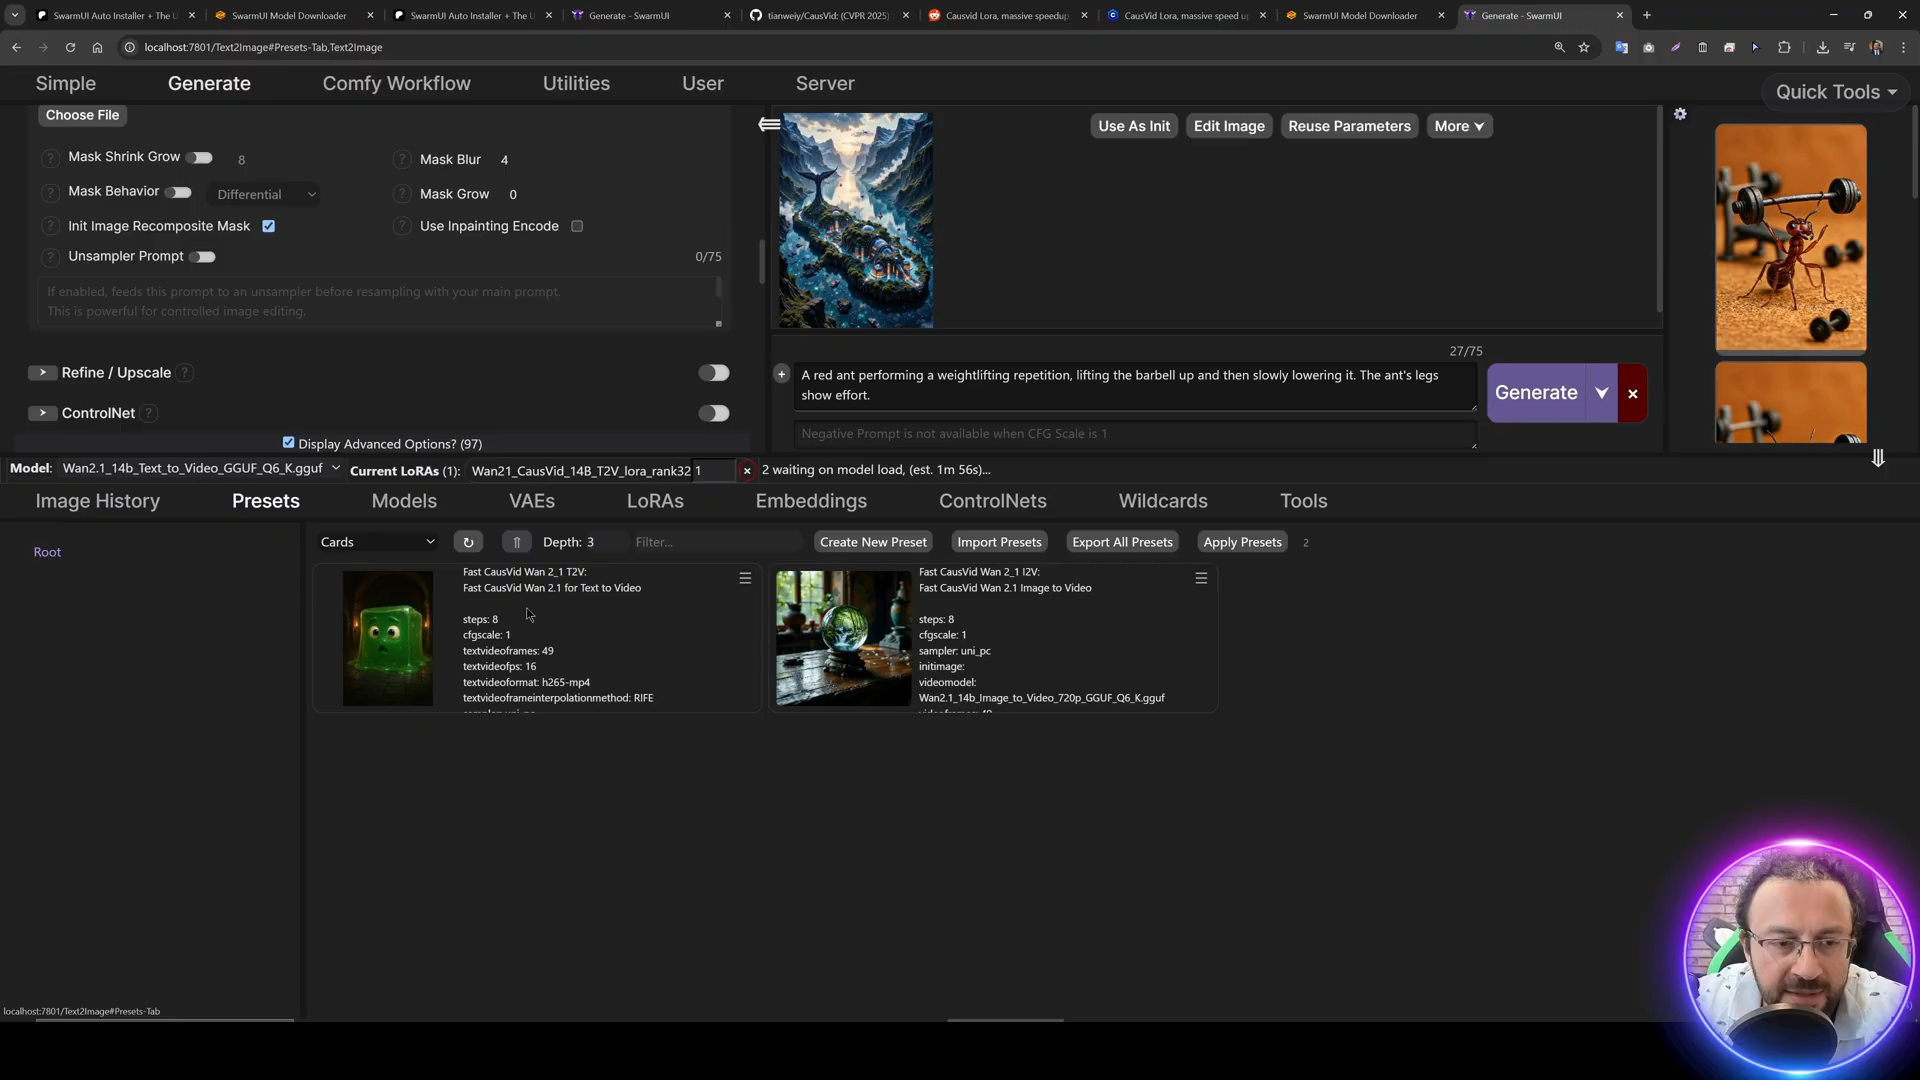 SwarmUI Auto Installer + The U
SwarmUI Model Downloader
SwarmUI Auto Installer + The U
Generate - SwarmUI
tianweiy/CausVid: (CVPR 2025)
Causvid Lora, massive speedup
CausVid Lora, massive speed up
SwarmUI Model Downloader
Generate - SwarmUI
localhost:7801/Text2Image#Presets-Tab,Text2Image
Simple
Generate
Comfy Workflow
Utilities
User
Server
Quick Tools
Choose File
Mask Shrink Grow
8
Mask Blur
4
Mask Behavior
Differential
Mask Grow
0
Init Image Recomposite Mask
Use Inpainting Encode
Unsampler Prompt
0/75
If enabled, feeds this prompt to an unsampler before resampling with your main prompt.
This is powerful for controlled image editing.
Refine / Upscale
ControlNet
Display Advanced Options? (97)
Use As Init
Edit Image
Reuse Parameters
More
27/75
A red ant performing a weightlifting repetition, lifting the barbell up and then slowly lowering it. The ant's legs
show effort.
Generate
Negative Prompt is not available when CFG Scale is 1
Model: Wan2.1_14b_Text_to_Video_GGUF_Q6_K.gguf
Current LoRAs (1):
Wan21_CausVid_14B_T2V_lora_rank32
1
2 waiting on model load, (est. 1m 56s)...
Image History
Presets
Models
VAEs
LoRAs
Embeddings
ControlNets
Wildcards
Tools
Root
Cards
Depth: 3
Filter...
Create New Preset
Import Presets
Export All Presets
Apply Presets
2
Fast CausVid Wan 2_1 T2V:
Fast CausVid Wan 2.1 for Text to Video
steps: 8
cfgscale: 1
textvideoframes: 49
textvideofps: 16
textvideoformat: h265-mp4
textvideoframeinterpolationmethod: RIFE
Fast CausVid Wan 2_1 I2V:
Fast CausVid Wan 2.1 Image to Video
steps: 8
cfgscale: 1
sampler: uni_pc
initimage:
videomodel:
Wan2.1_14b_Image_to_Video_720p_GGUF_Q6_K.gguf
localhost:7801/Text2Image#Presets-Tab